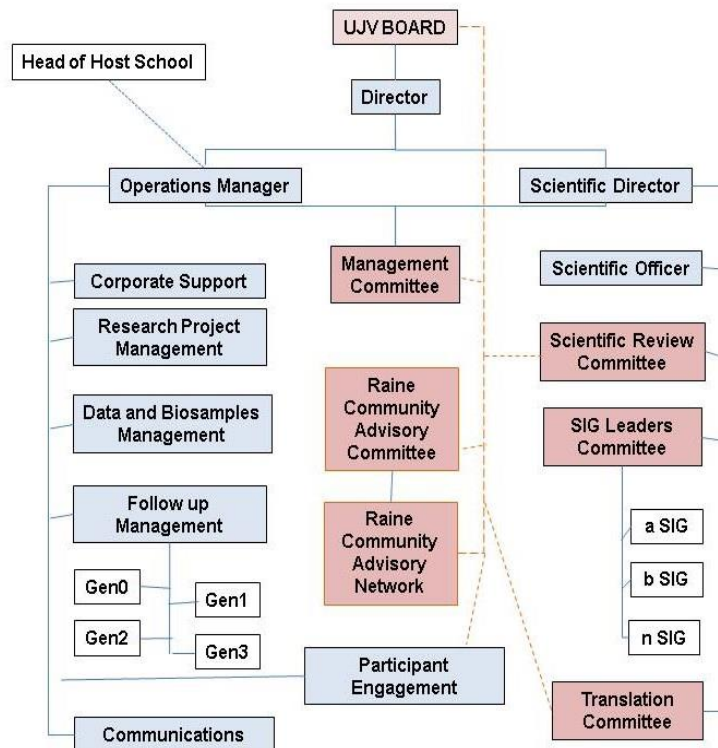 UJV BOARD
Head of Host School
Director
Operations Manager
Scientific Director
Management
Committee
Scientific Officer
Corporate Support
Research Project
Management
Scientific Review
Committee
Raine
Community
Advisory
Committee
Data and Biosamples
Management
SIG Leaders
Committee
Follow up
Management
Raine
Community
Advisory
Network
a SIG
b SIG
n SIG
Gen0
Gen1
Gen2
Gen3
Participant
Engagement
Translation
Committee
Communications